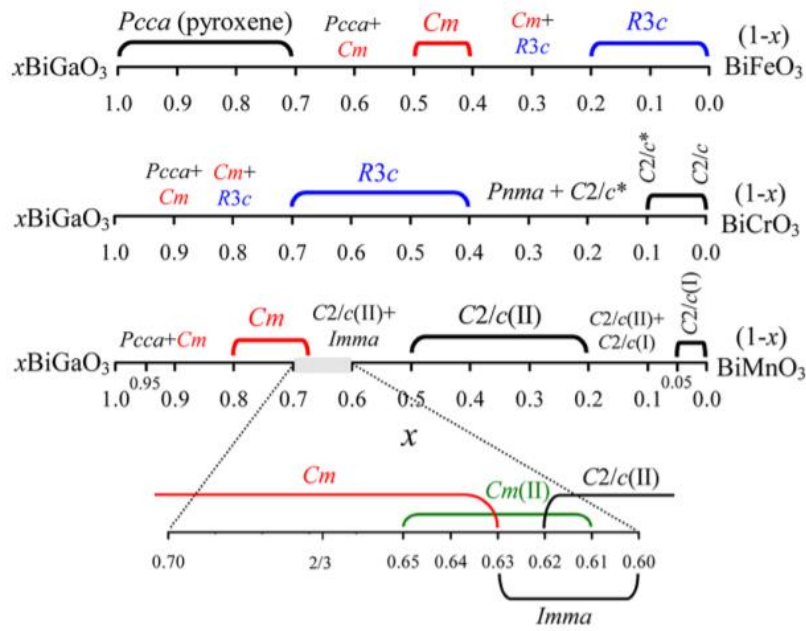 Pcca (pyroxene) Pcca+ Cm Cm Cm+ R3c R3c (1-x)
xBiGaO₃ BiFeO₃
1.0 0.9 0.8 0.7 0.6 0.5 0.4 0.3 0.2 0.1 0.0
Pcca+ Cm Cm+ R3c R3c Pnma + C2/c* C2/c* C2/c (1-x)
xBiGaO₃ BiCrO₃
1.0 0.9 0.8 0.7 0.6 0.5 0.4 0.3 0.2 0.1 0.0
Pcca+Cm Cm C2/c(II)+ Imma C2/c(II) C2/c(II)+ C2/c(I) C2/c(I) (1-x)
xBiGaO₃ BiMnO₃
0.95 0.05
1.0 0.9 0.8 0.7 0.6 0.5 0.4 0.3 0.2 0.1 0.0
x
Cm Cm(II) C2/c(II)
0.70 2/3 0.65 0.64 0.63 0.62 0.61 0.60
Imma